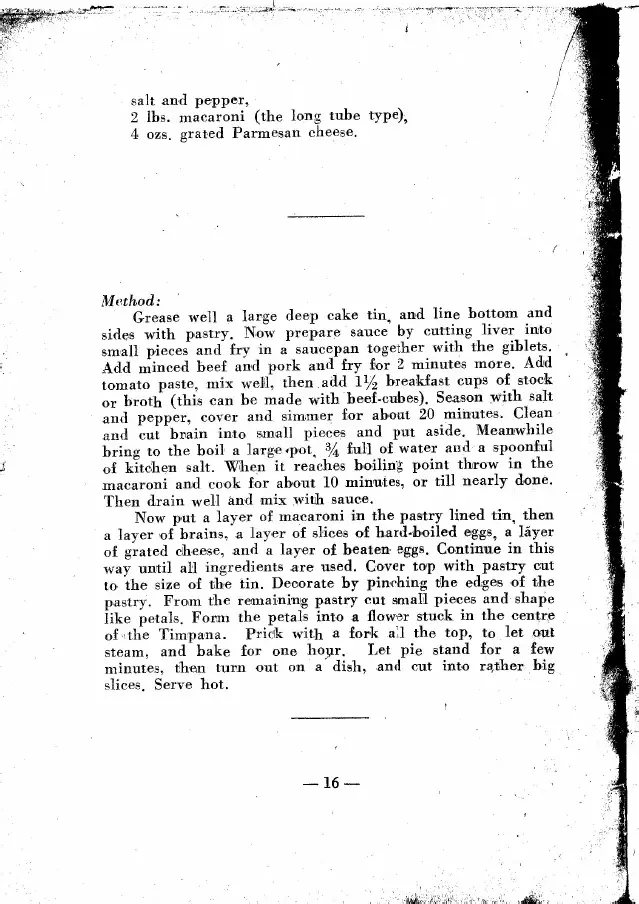 salt and pepper,
2 lbs. macaroni (the long tube type),
4 ozs. grated Parmesan cheese.
Method:
Grease well a large deep cake tin, and line bottom and
sides with pastry. Now prepare sauce by cutting liver into
small pieces and fry in a saucepan together with the giblets.
Add minced beef and pork and fry for 2 minutes more. Add
tomato paste, mix well, then add 1½ breakfast cups of stock
or broth (this can be made with beef-cubes). Season with salt
and pepper, cover and simmer for about 20 minutes. Clean
and cut brain into small pieces and put aside. Meanwhile
bring to the boil a large pot, ¾ full of water and a spoonful
of kitchen salt. When it reaches boiling point throw in the
macaroni and cook for about 10 minutes, or till nearly done.
Then drain well and mix with sauce.
Now put a layer of macaroni in the pastry lined tin, then
a layer of brains, a layer of slices of hard-boiled eggs, a layer
of grated cheese, and a layer of beaten eggs. Continue in this
way until all ingredients are used. Cover top with pastry cut
to the size of the tin. Decorate by pinching the edges of the
pastry. From the remaining pastry cut small pieces and shape
like petals. Form the petals into a flower stuck in the centre
of the Timpana. Prick with a fork all the top, to let out
steam, and bake for one hour. Let pie stand for a few
minutes, then turn out on a dish, and cut into rather big
slices. Serve hot.
— 16 —